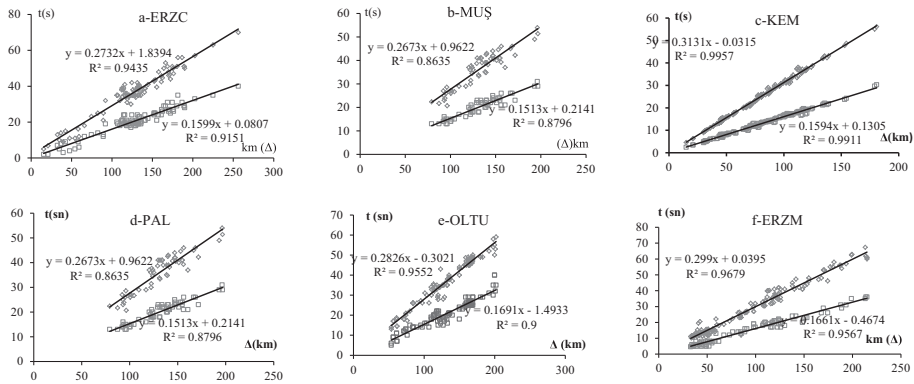 t(s)
a-ERZC
80
60
40
20
0
y = 0.2732x + 1.8394
R² = 0.9435
y = 0.1599x + 0.0807
R² = 0.9151
km (Δ)
0 50 100 150 200 250 300
t(s)
b-MUŞ
60
50
40
30
20
10
0
y = 0.2673x + 0.9622
R² = 0.8635
y = 0.1513x + 0.2141
R² = 0.8796
(Δ)km
0 50 100 150 200 250
t(s)
c-KEM
60
50
40
30
20
10
0
y = 0.3131x - 0.0315
R² = 0.9957
y = 0.1594x + 0.1305
R² = 0.9911
Δ(km)
0 50 100 150 200
t(sn)
d-PAL
60
50
40
30
20
10
0
y = 0.2673x + 0.9622
R² = 0.8635
y = 0.1513x + 0.2141
R² = 0.8796
Δ(km)
0 50 100 150 200 250
t (sn)
e-OLTU
70
60
50
40
30
20
10
0
y = 0.2826x - 0.3021
R² = 0.9552
y = 0.1691x - 1.4933
R² = 0.9
Δ (km)
0 50 100 150 200 250 300
t (sn)
f-ERZM
80
70
60
50
40
30
20
10
0
y = 0.299x + 0.0395
R² = 0.9679
y = 0.1661x - 0.4674
R² = 0.9567
km (Δ)
0 50 100 150 200 250